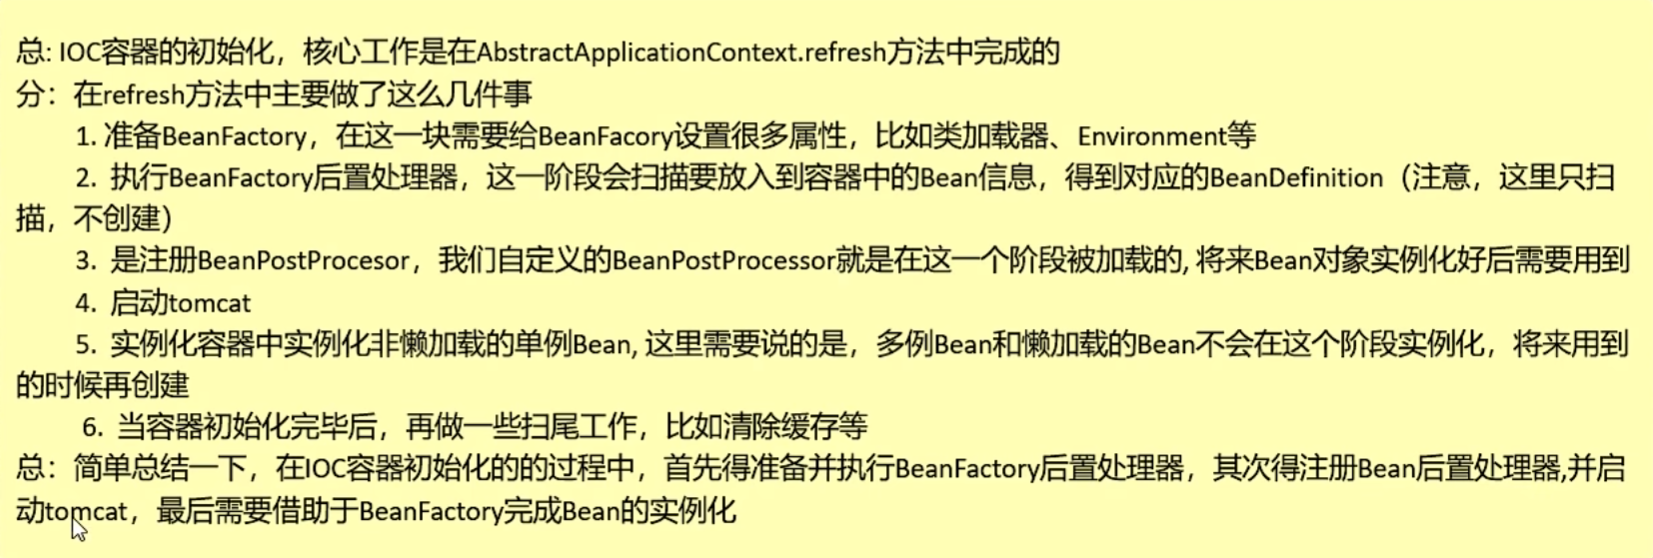 总: IOC容器的初始化，核心工作是在AbstractApplicationContext.refresh方法中完成的
分：在refresh方法中主要做了这么几件事
1. 准备BeanFactory，在这一块需要给BeanFacory设置很多属性，比如类加载器、Environment等
2. 执行BeanFactory后置处理器，这一阶段会扫描要放入到容器中的Bean信息，得到对应的BeanDefinition（注意，这里只扫
描，不创建）
3. 是注册BeanPostProcesor，我们自定义的BeanPostProcessor就是在这一个阶段被加载的, 将来Bean对象实例化好后需要用到
4. 启动tomcat
5. 实例化容器中实例化非懒加载的单例Bean, 这里需要说的是，多例Bean和懒加载的Bean不会在这个阶段实例化，将来用到
的时候再创建
6. 当容器初始化完毕后，再做一些扫尾工作，比如清除缓存等
总：简单总结一下，在IOC容器初始化的的过程中，首先得准备并执行BeanFactory后置处理器，其次得注册Bean后置处理器,并启
动tomcat，最后需要借助于BeanFactory完成Bean的实例化